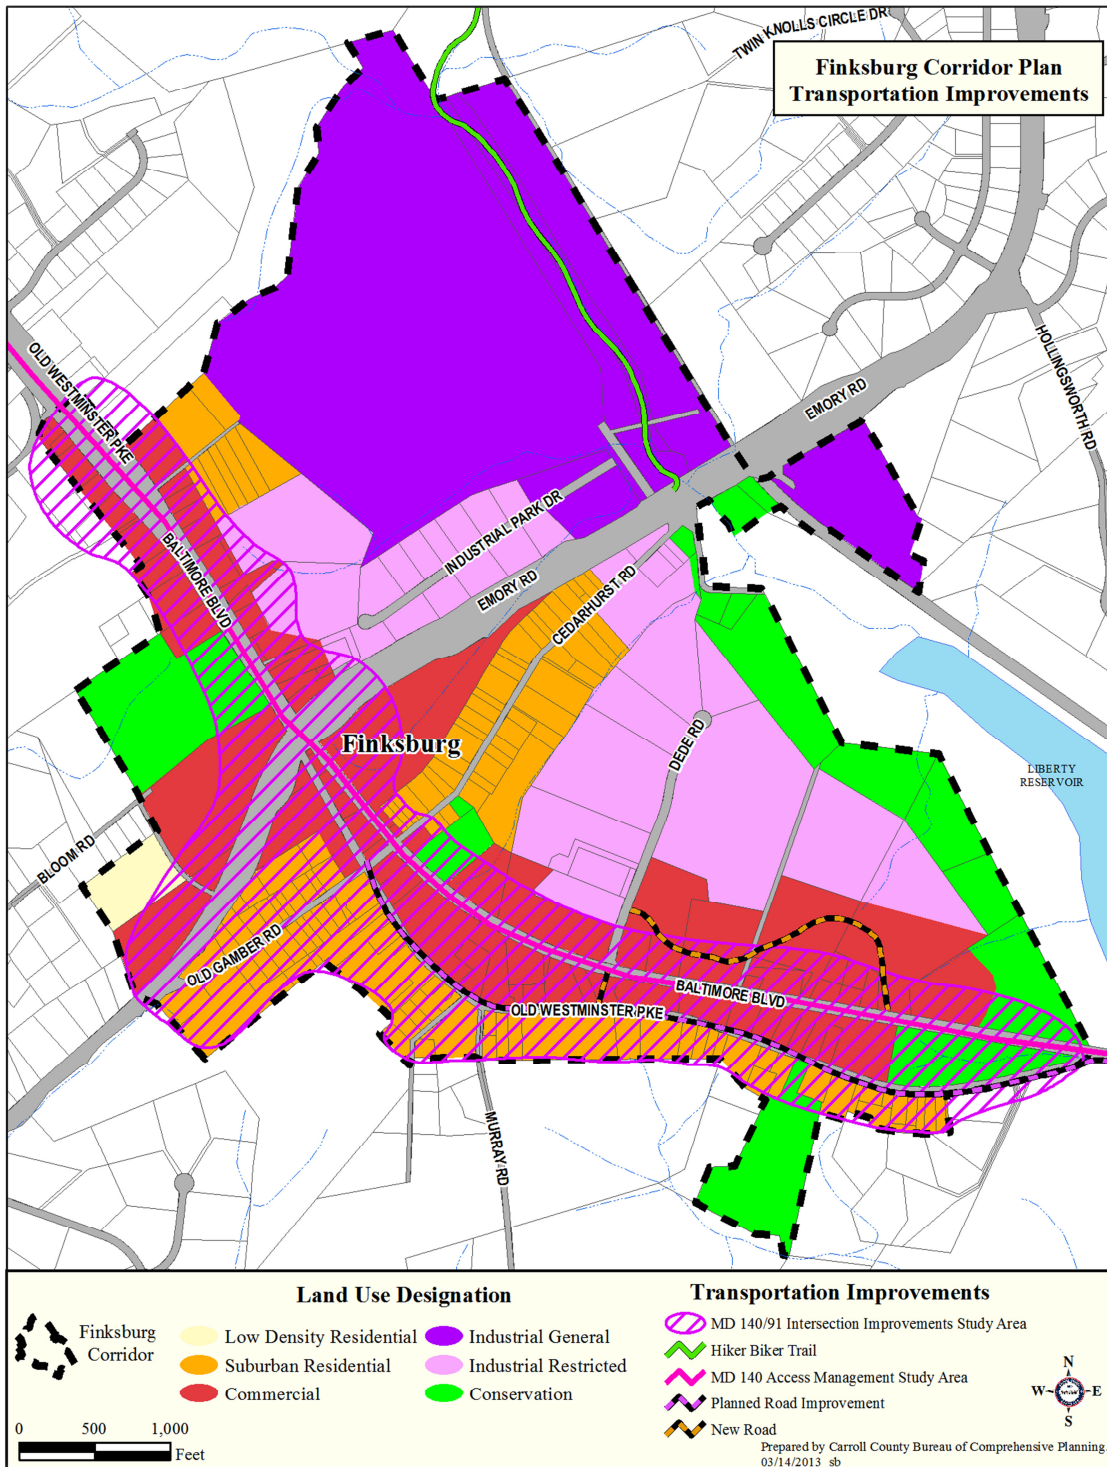 TWIN KNOLLS CIRCLE DR
Finksburg Corridor Plan
Transportation Improvements
HOLLINGSWORTH RD
OLD WESTMINSTER PKE
EMORY RD
INDUSTRIAL PARK DR
BALTIMORE BLVD
EMORY RD
CEDARHURST RD
Finksburg
DEDE RD
LIBERTY
RESERVOIR
BLOOM RD
OLD GAMBER RD
BALTIMORE BLVD
OLD WESTMINSTER PKE
MURRAY RD
Land Use Designation
Finksburg
Corridor
Low Density Residential
Suburban Residential
Commercial
Industrial General
Industrial Restricted
Conservation
0 500 1,000
Feet
Transportation Improvements
MD 140/91 Intersection Improvements Study Area
Hiker Biker Trail
MD 140 Access Management Study Area
Planned Road Improvement
New Road
N
W E
S
Prepared by Carroll County Bureau of Comprehensive Planning.
03/14/2013 sb